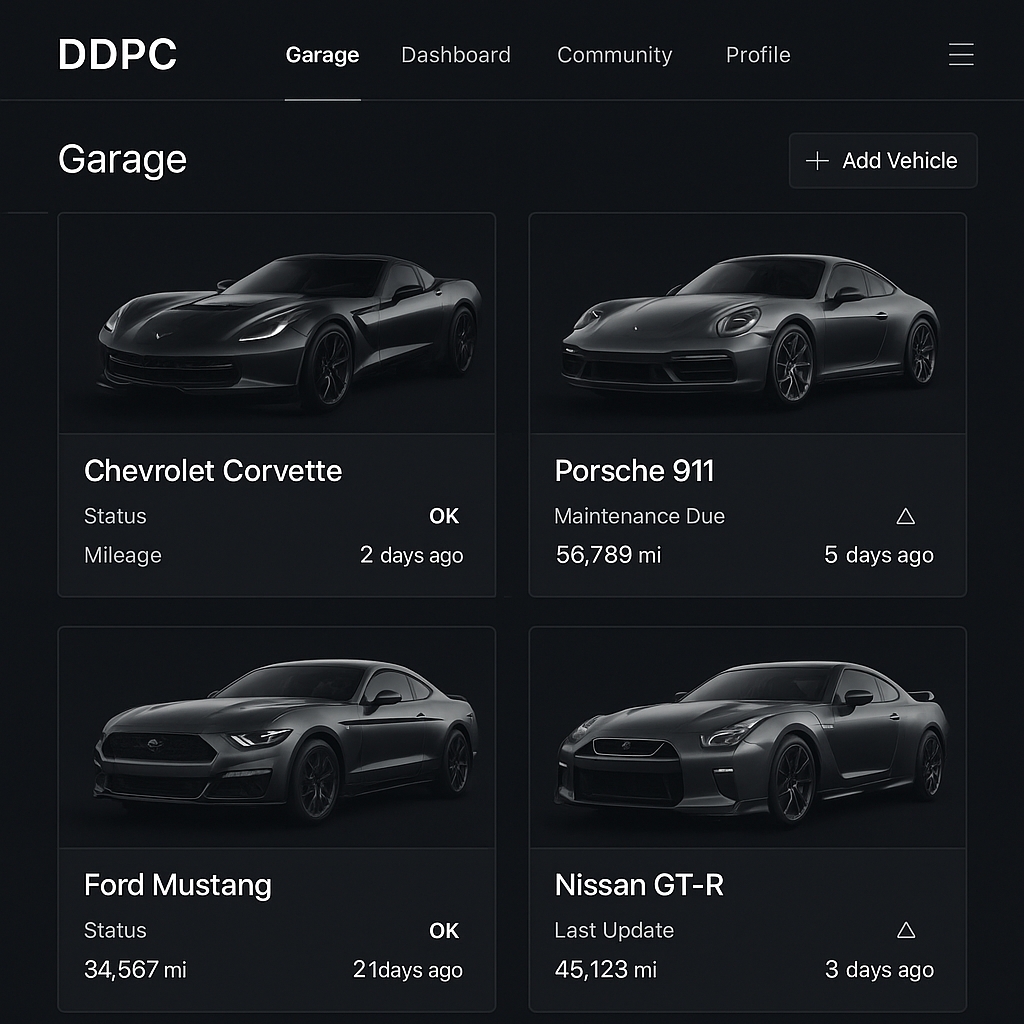 DDPC
Garage Dashboard Community Profile
Garage
Add Vehicle
Chevrolet Corvette
Status OK
Mileage 2 days ago
Porsche 911
Maintenance Due
56,789 mi 5 days ago
Ford Mustang
Status OK
34,567 mi 21days ago
Nissan GT-R
Last Update
45,123 mi 3 days ago